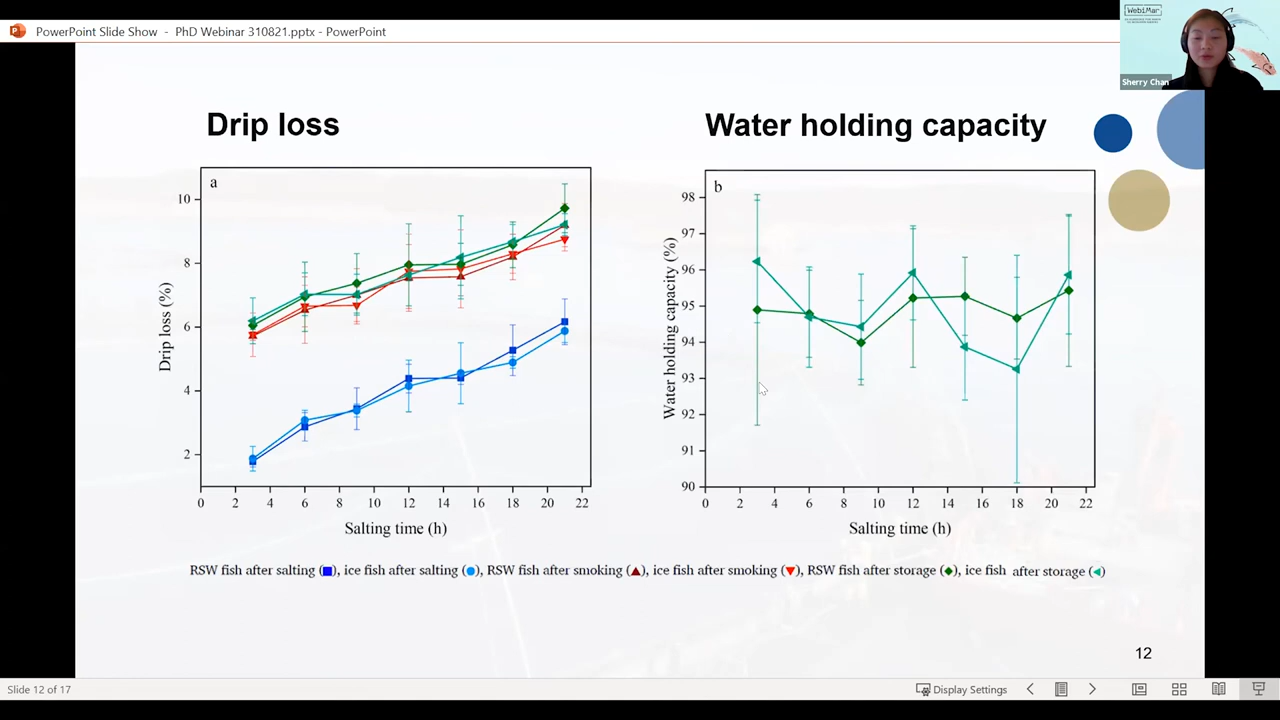 PowerPoint Slide Show - PhD Webinar 310821.pptx - PowerPoint
WebiMar
Sherry Chan
Drip loss
Water holding capacity
a
10
8
6
4
2
Drip loss (%)
0 2 4 6 8 10 12 14 16 18 20 22
Salting time (h)
b
98
97
96
95
94
93
92
91
90
Water holding capacity (%)
0 2 4 6 8 10 12 14 16 18 20 22
Salting time (h)
RSW fish after salting (■), ice fish after salting (●), RSW fish after smoking (▲), ice fish after smoking (▼), RSW fish after storage (◆), ice fish after storage (◄)
12
Slide 12 of 17
Display Settings